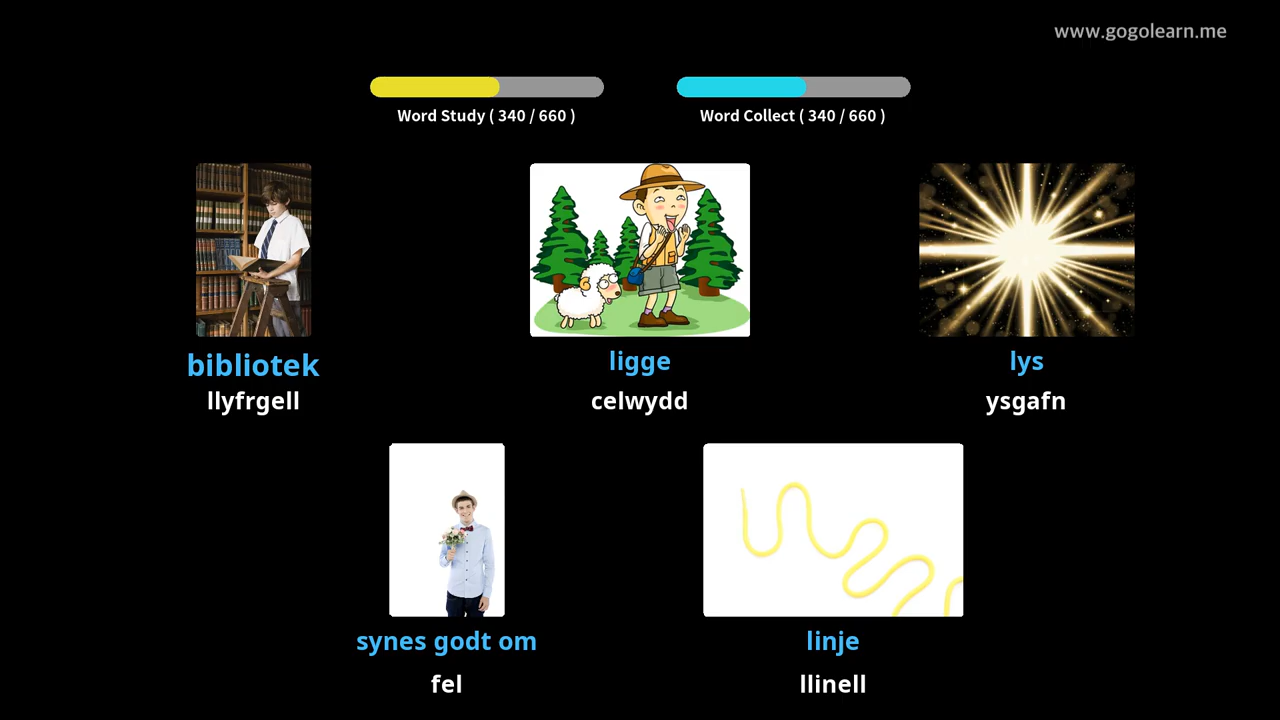 www.gogolearn.me
Word Study ( 340 / 660 )
Word Collect ( 340 / 660 )
bibliotek
llyfrgell
ligge
celwydd
lys
ysgafn
synes godt om
fel
linje
llinell